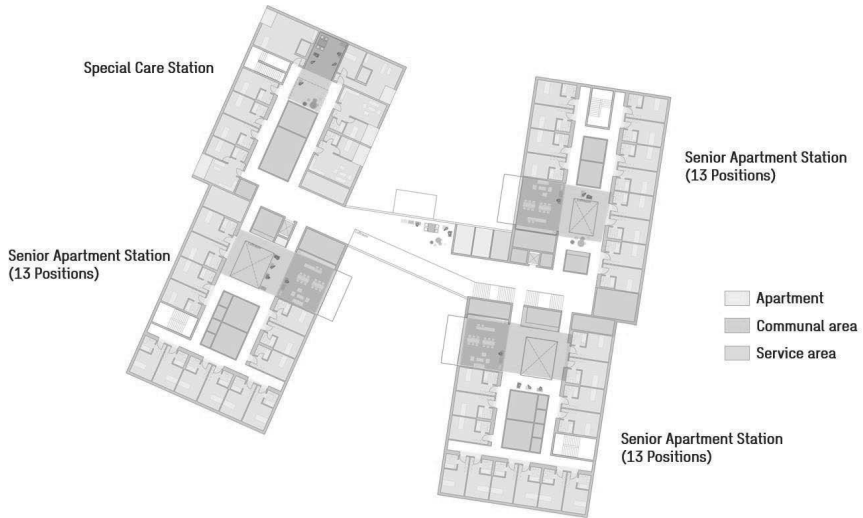 Special Care Station
Senior Apartment Station
(13 Positions)
Senior Apartment Station
(13 Positions)
Apartment
Communal area
Service area
Senior Apartment Station
(13 Positions)